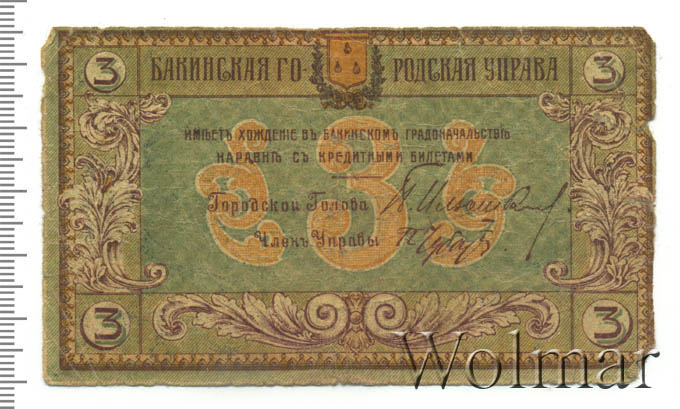 3 БАКИНСКАЯ ГО- РОДСКАЯ УПРАВА 3
ИМѢЕТЪ ХОЖДЕНІЕ ВЪ БАКИНСКОМЪ ГРАДОНАЧАЛЬСТВѢ
НАРАВНѢ СЪ КРЕДИТНЫМИ БИЛЕТАМИ
3
Городской Голова
Членъ Управы
3 3
Wolmar